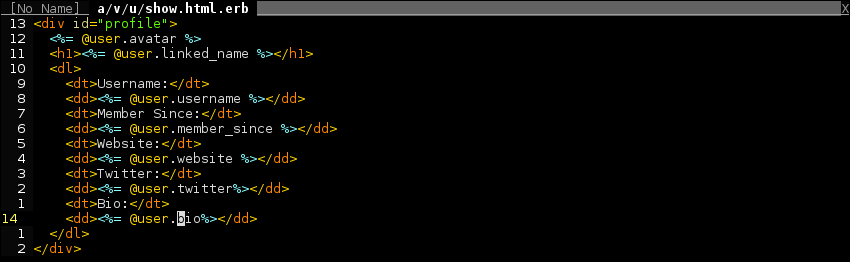 [No Name]  a/v/u/show.html.erb X
13 <div id="profile">
12   <%= @user.avatar %>
11   <h1><%= @user.linked_name %></h1>
10   <dl>
9     <dt>Username:</dt>
8     <dd><%= @user.username %></dd>
7     <dt>Member Since:</dt>
6     <dd><%= @user.member_since %></dd>
5     <dt>Website:</dt>
4     <dd><%= @user.website %></dd>
3     <dt>Twitter:</dt>
2     <dd><%= @user.twitter%></dd>
1     <dt>Bio:</dt>
14     <dd><%= @user.bio%></dd>
1   </dl>
2 </div>